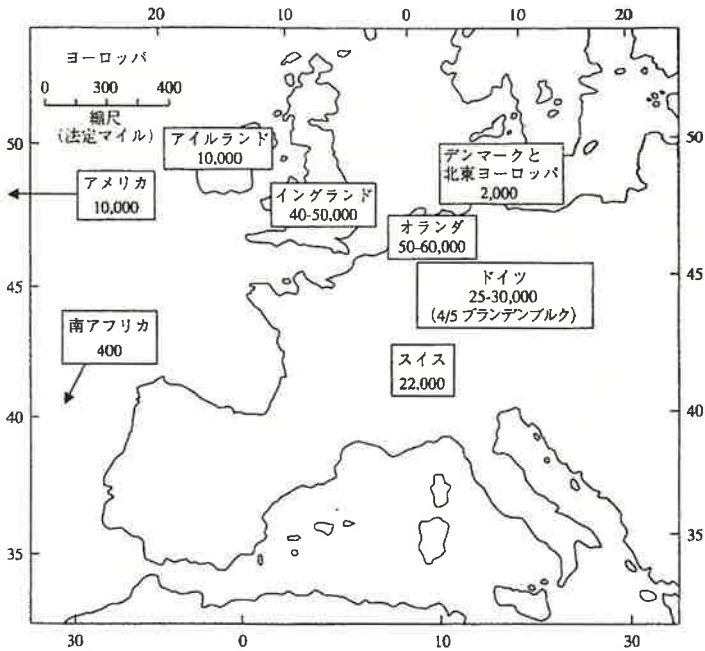 20 10 0 10 20
ヨーロッパ
0 200 400
縮尺
(法定マイル)
50
50
アイルランド
10,000
デンマークと
北東ヨーロッパ
2,000
アメリカ
10,000
イングランド
40-50,000
オランダ
50-60,000
45
45
ドイツ
25-30,000
(4/5 ブランデンブルク)
南アフリカ
400
スイス
22,000
40
40
35
35
30 0 10 30